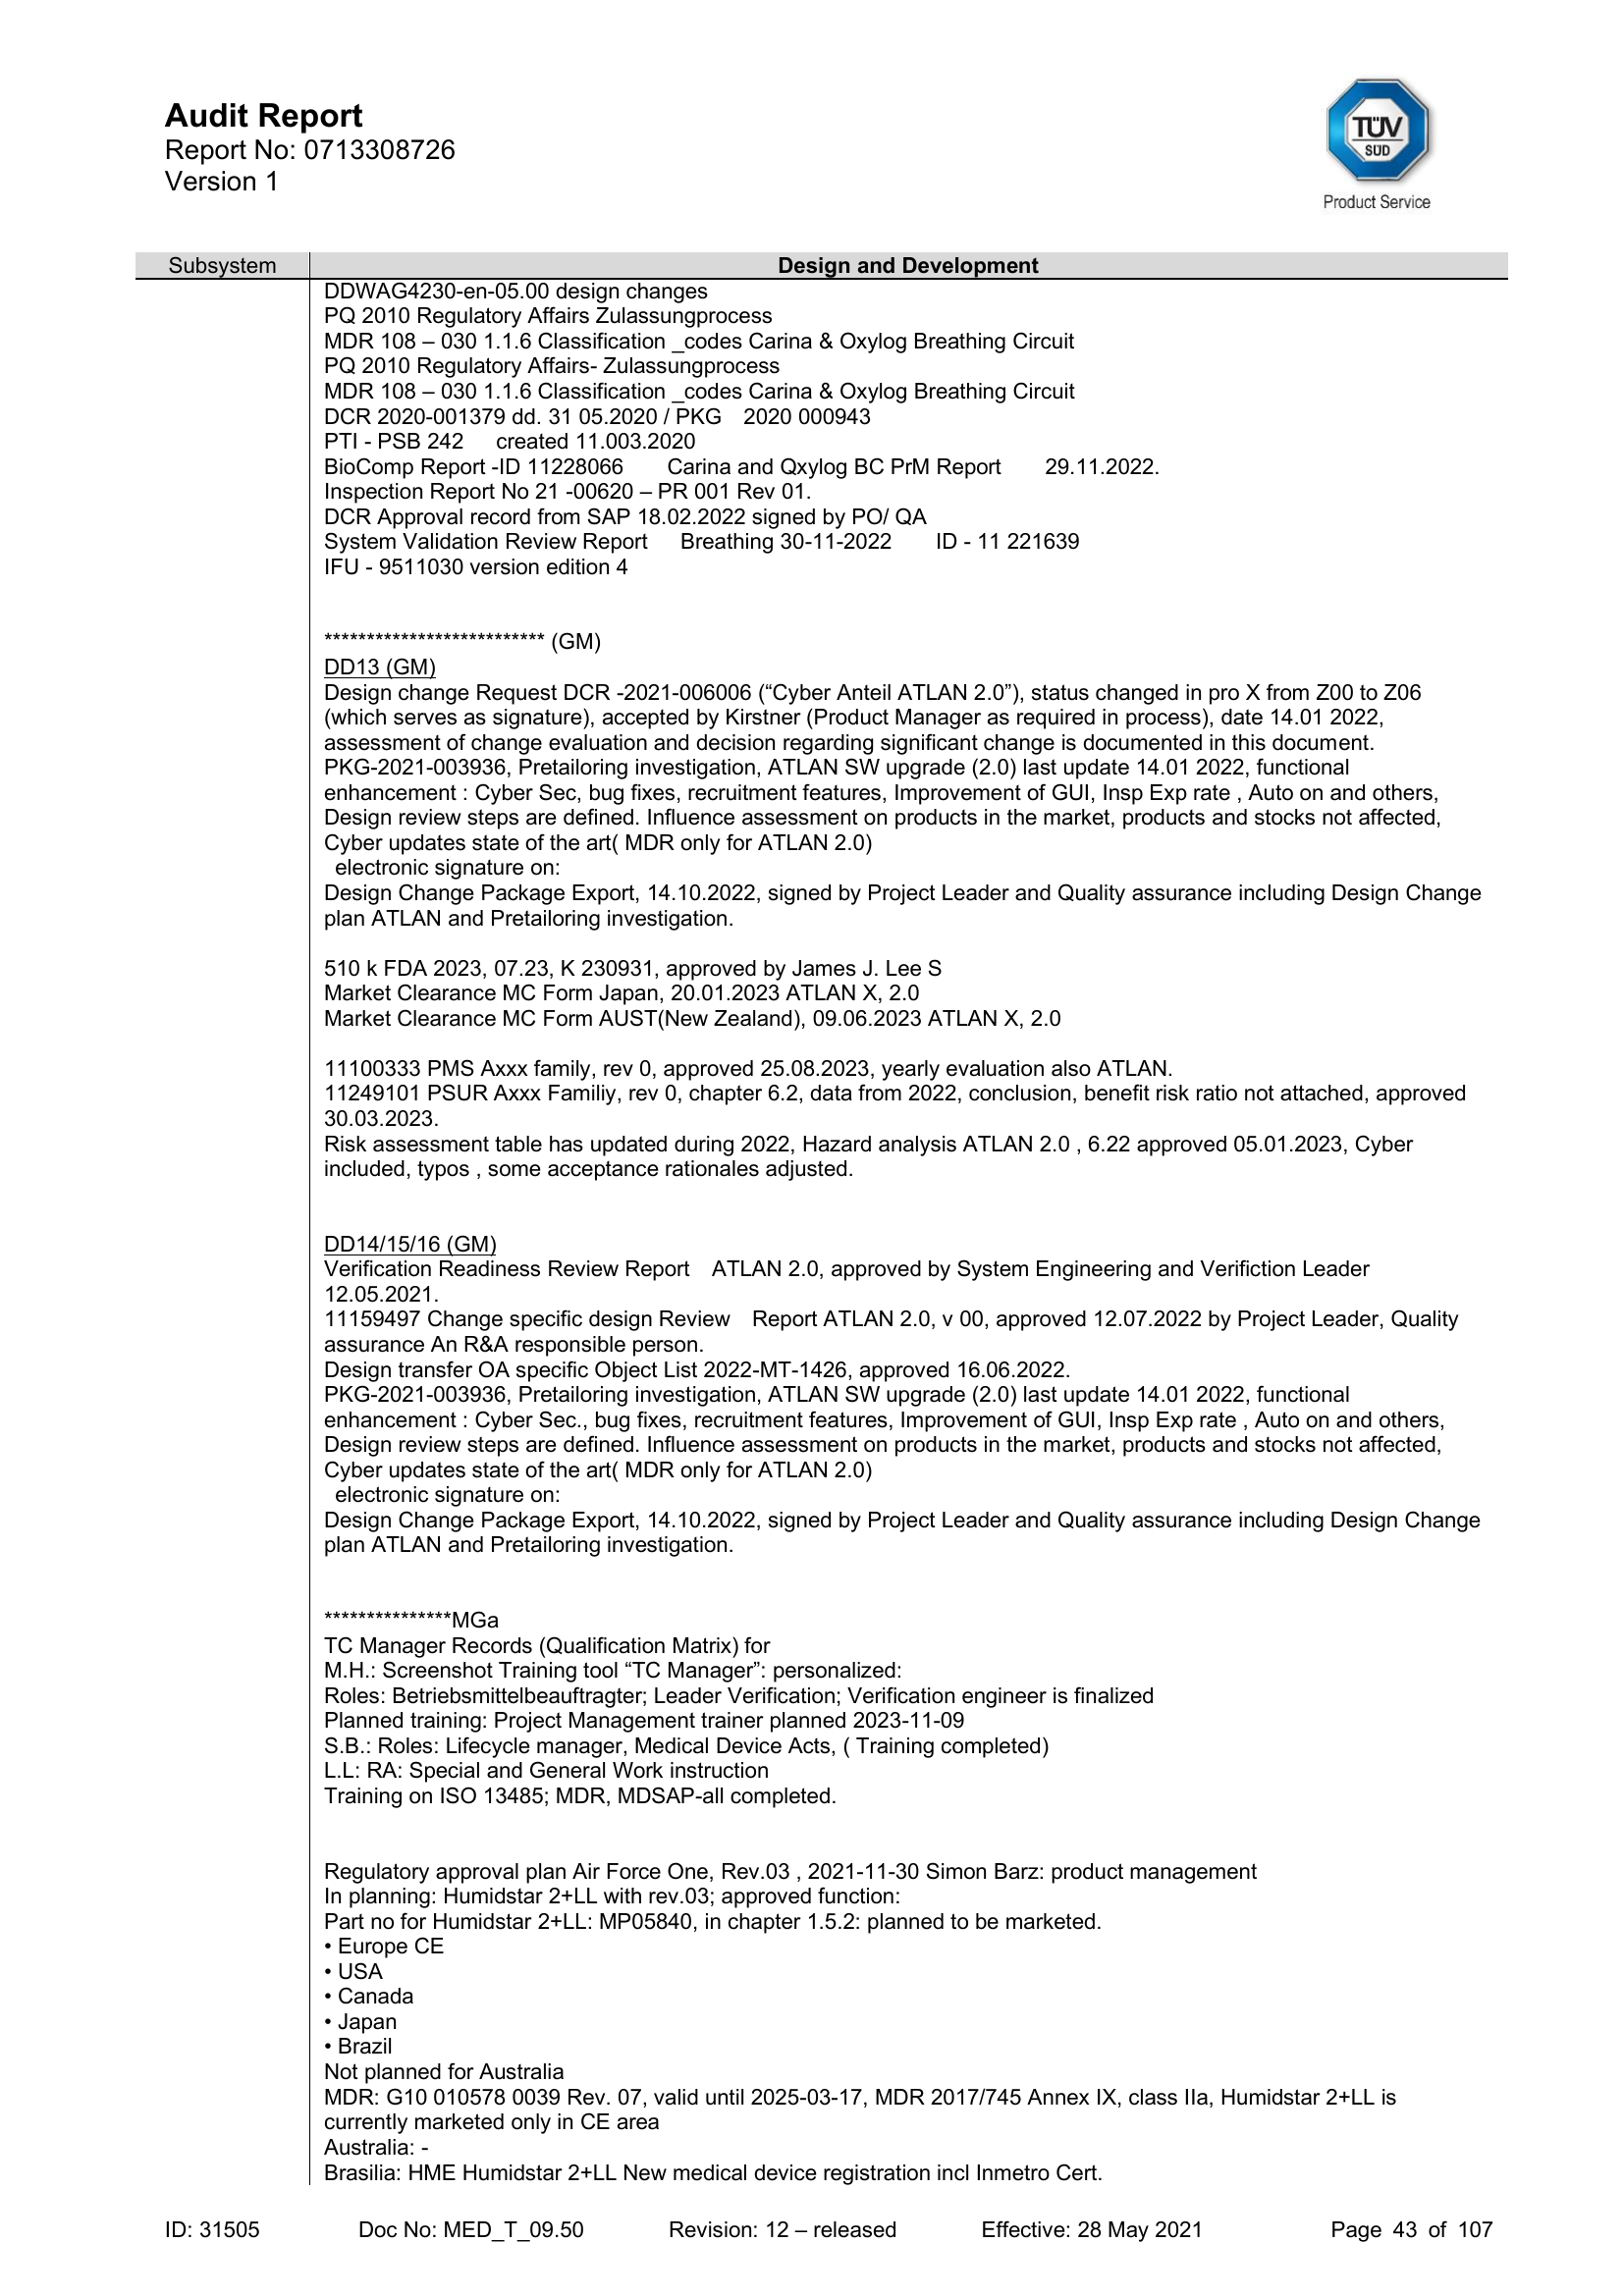 Audit Report
Report No: 0713308726
Version 1
TÜV
SÜD
Product Service
Subsystem Design and Development
DDWAG4230-en-05.00 design changes
PQ 2010 Regulatory Affairs Zulassungprocess
MDR 108 – 030 1.1.6 Classification _codes Carina & Oxylog Breathing Circuit
PQ 2010 Regulatory Affairs- Zulassungprocess
MDR 108 – 030 1.1.6 Classification _codes Carina & Oxylog Breathing Circuit
DCR 2020-001379 dd. 31 05.2020 / PKG 2020 000943
PTI - PSB 242 created 11.003.2020
BioComp Report -ID 11228066 Carina and Qxylog BC PrM Report 29.11.2022.
Inspection Report No 21 -00620 – PR 001 Rev 01.
DCR Approval record from SAP 18.02.2022 signed by PO/ QA
System Validation Review Report Breathing 30-11-2022 ID - 11 221639
IFU - 9511030 version edition 4
************************** (GM)
DD13 (GM)
Design change Request DCR -2021-006006 (“Cyber Anteil ATLAN 2.0”), status changed in pro X from Z00 to Z06
(which serves as signature), accepted by Kirstner (Product Manager as required in process), date 14.01 2022,
assessment of change evaluation and decision regarding significant change is documented in this document.
PKG-2021-003936, Pretailoring investigation, ATLAN SW upgrade (2.0) last update 14.01 2022, functional
enhancement : Cyber Sec, bug fixes, recruitment features, Improvement of GUI, Insp Exp rate , Auto on and others,
Design review steps are defined. Influence assessment on products in the market, products and stocks not affected,
Cyber updates state of the art( MDR only for ATLAN 2.0)
electronic signature on:
Design Change Package Export, 14.10.2022, signed by Project Leader and Quality assurance including Design Change
plan ATLAN and Pretailoring investigation.
510 k FDA 2023, 07.23, K 230931, approved by James J. Lee S
Market Clearance MC Form Japan, 20.01.2023 ATLAN X, 2.0
Market Clearance MC Form AUST(New Zealand), 09.06.2023 ATLAN X, 2.0
11100333 PMS Axxx family, rev 0, approved 25.08.2023, yearly evaluation also ATLAN.
11249101 PSUR Axxx Familiy, rev 0, chapter 6.2, data from 2022, conclusion, benefit risk ratio not attached, approved
30.03.2023.
Risk assessment table has updated during 2022, Hazard analysis ATLAN 2.0 , 6.22 approved 05.01.2023, Cyber
included, typos , some acceptance rationales adjusted.
DD14/15/16 (GM)
Verification Readiness Review Report ATLAN 2.0, approved by System Engineering and Verifiction Leader
12.05.2021.
11159497 Change specific design Review Report ATLAN 2.0, v 00, approved 12.07.2022 by Project Leader, Quality
assurance An R&A responsible person.
Design transfer OA specific Object List 2022-MT-1426, approved 16.06.2022.
PKG-2021-003936, Pretailoring investigation, ATLAN SW upgrade (2.0) last update 14.01 2022, functional
enhancement : Cyber Sec., bug fixes, recruitment features, Improvement of GUI, Insp Exp rate , Auto on and others,
Design review steps are defined. Influence assessment on products in the market, products and stocks not affected,
Cyber updates state of the art( MDR only for ATLAN 2.0)
electronic signature on:
Design Change Package Export, 14.10.2022, signed by Project Leader and Quality assurance including Design Change
plan ATLAN and Pretailoring investigation.
***************MGa
TC Manager Records (Qualification Matrix) for
M.H.: Screenshot Training tool “TC Manager”: personalized:
Roles: Betriebsmittelbeauftragter; Leader Verification; Verification engineer is finalized
Planned training: Project Management trainer planned 2023-11-09
S.B.: Roles: Lifecycle manager, Medical Device Acts, ( Training completed)
L.L: RA: Special and General Work instruction
Training on ISO 13485; MDR, MDSAP-all completed.
Regulatory approval plan Air Force One, Rev.03 , 2021-11-30 Simon Barz: product management
In planning: Humidstar 2+LL with rev.03; approved function:
Part no for Humidstar 2+LL: MP05840, in chapter 1.5.2: planned to be marketed.
• Europe CE
• USA
• Canada
• Japan
• Brazil
Not planned for Australia
MDR: G10 010578 0039 Rev. 07, valid until 2025-03-17, MDR 2017/745 Annex IX, class IIa, Humidstar 2+LL is
currently marketed only in CE area
Australia: -
Brasilia: HME Humidstar 2+LL New medical device registration incl Inmetro Cert.
ID: 31505 Doc No: MED_T_09.50 Revision: 12 – released Effective: 28 May 2021 Page 43 of 107